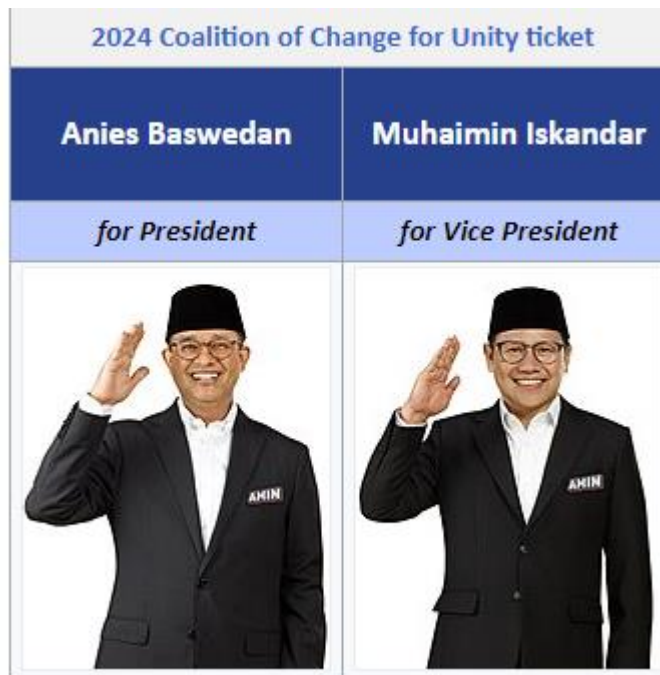 2024 Coalition of Change for Unity ticket
Anies Baswedan
Muhaimin Iskandar
for President
for Vice President
AMIN
AMIN